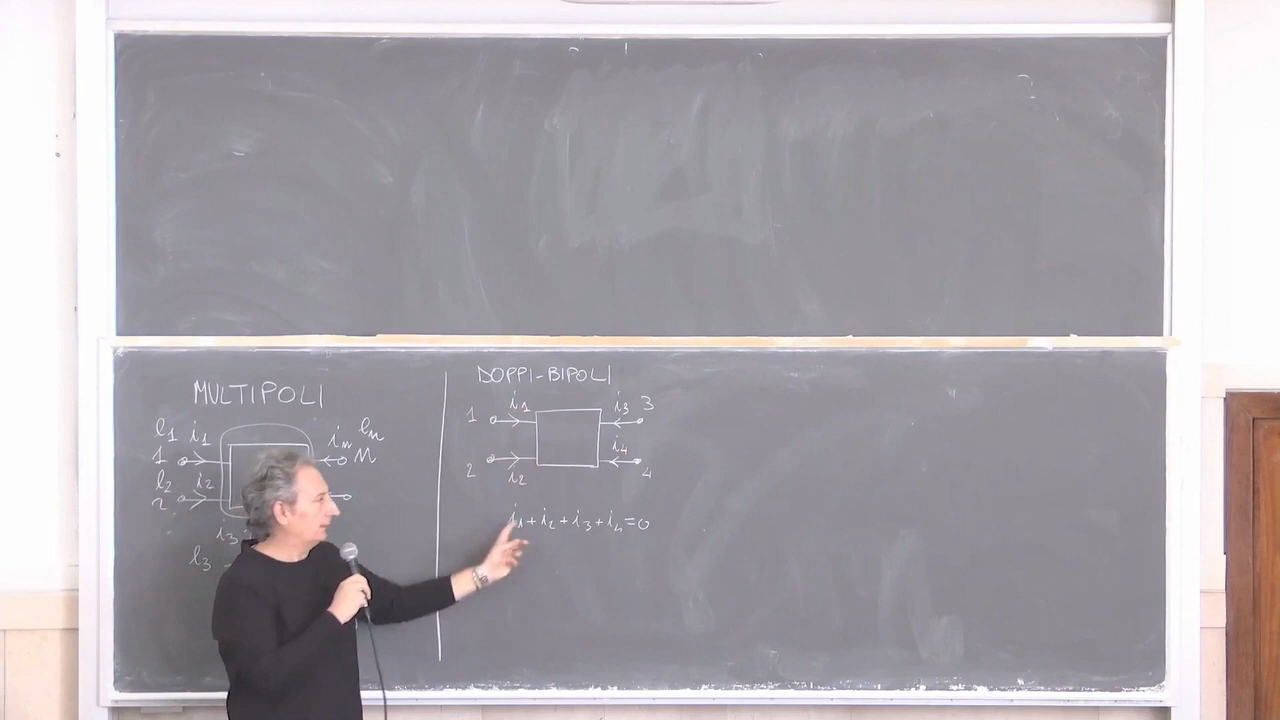 MULTIPOLI
l1 i1 in ln
1 M
l2 i2
2
i3
l3
DOPPI-BIPOLI
1 i1 i3 3
2 i2 i4 4
i1+i2+i3+i4=0